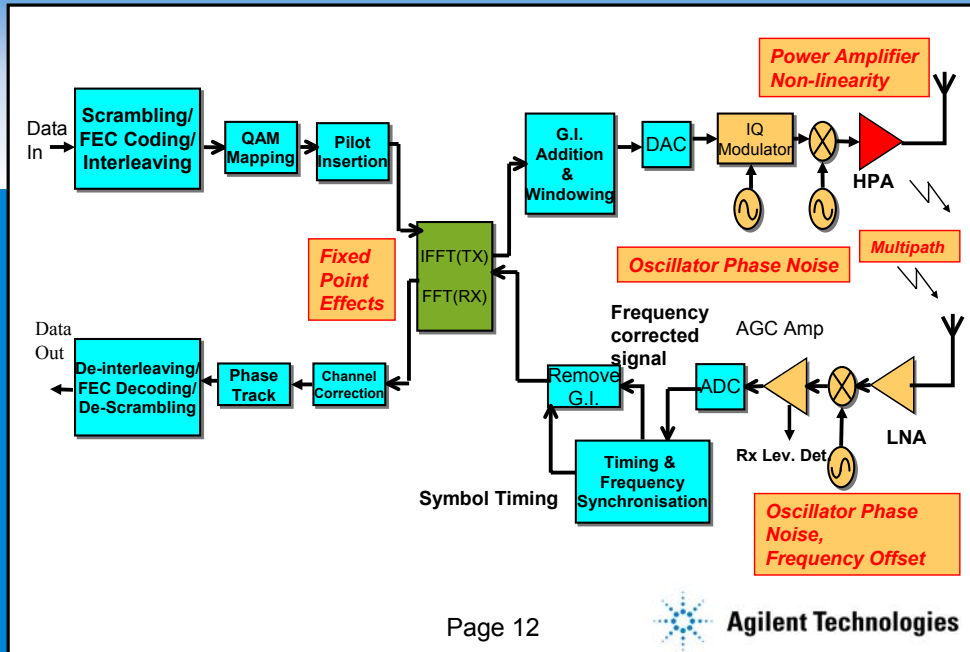 Power Amplifier
Non-linearity
Data
In
Scrambling/
FEC Coding/
Interleaving
QAM
Mapping
Pilot
Insertion
G.I.
Addition
&
Windowing
DAC
IQ
Modulator
HPA
Fixed
Point
Effects
IFFT(TX)
FFT(RX)
Oscillator Phase Noise
Multipath
Frequency
corrected
signal
AGC Amp
Data
Out
De-interleaving/
FEC Decoding/
De-Scrambling
Phase
Track
Channel
Correction
Remove
G.I.
ADC
LNA
Rx Lev. Det.
Timing &
Frequency
Synchronisation
Symbol Timing
Oscillator Phase
Noise,
Frequency Offset
Page 12
Agilent Technologies